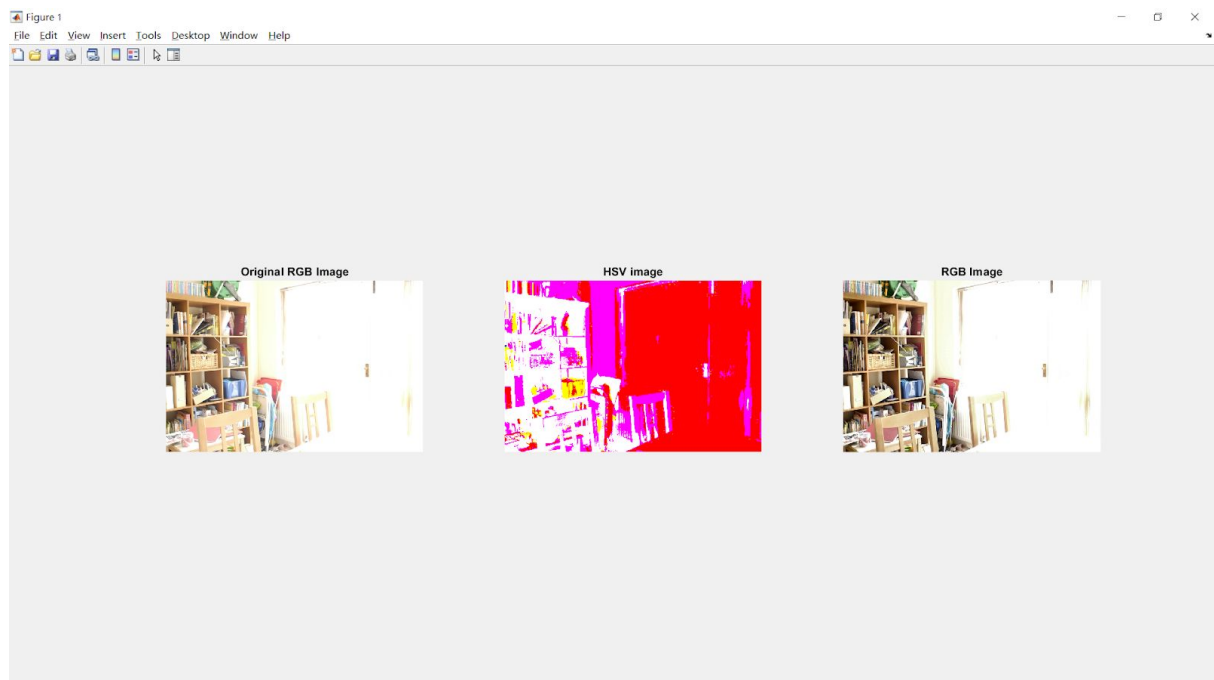 Figure 1
File Edit View Insert Tools Desktop Window Help
Original RGB Image
HSV image
RGB Image